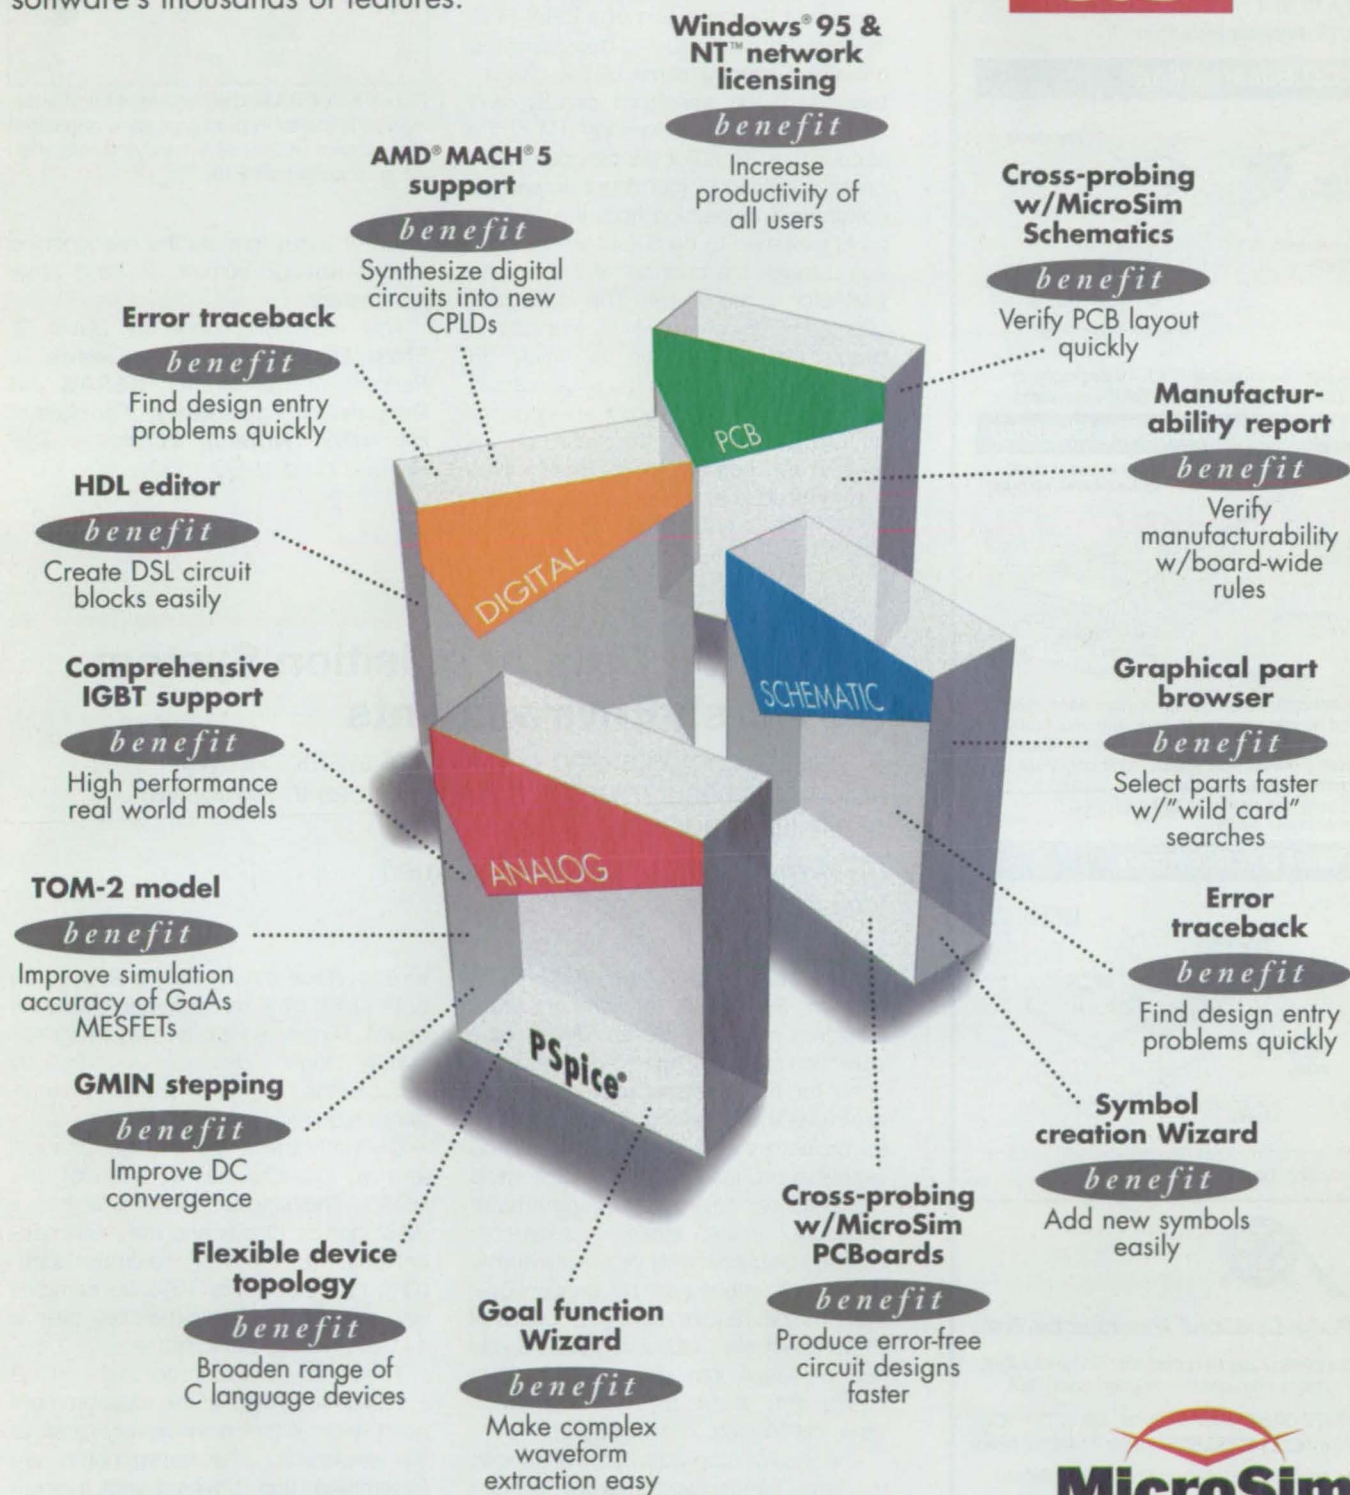 software's thousands of features.
Windows® 95 &
NT™ network
licensing
benefit
Increase
productivity of
all users
AMD® MACH® 5
support
benefit
Synthesize digital
circuits into new
CPLDs
Cross-probing
w/MicroSim
Schematics
benefit
Verify PCB layout
quickly
Error traceback
benefit
Find design entry
problems quickly
Manufactur-
ability report
benefit
Verify
manufacturability
w/board-wide
rules
HDL editor
benefit
Create DSL circuit
blocks easily
PCB
DIGITAL
SCHEMATIC
ANALOG
PSpice®
Comprehensive
IGBT support
benefit
High performance
real world models
Graphical part
browser
benefit
Select parts faster
w/"wild card"
searches
TOM-2 model
benefit
Improve simulation
accuracy of GaAs
MESFETs
Error
traceback
benefit
Find design entry
problems quickly
GMIN stepping
benefit
Improve DC
convergence
Symbol
creation Wizard
benefit
Add new symbols
easily
Flexible device
topology
benefit
Broaden range of
C language devices
Goal function
Wizard
benefit
Make complex
waveform
extraction easy
Cross-probing
w/MicroSim
PCBoards
benefit
Produce error-free
circuit designs
faster
MicroSim